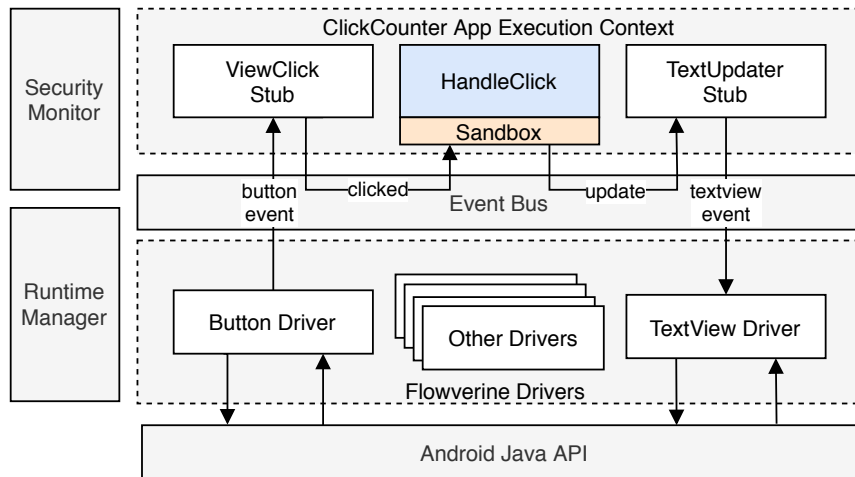 ClickCounter App Execution Context
Security
Monitor
ViewClick
Stub
HandleClick
Sandbox
TextUpdater
Stub
button
event
clicked
update
textview
event
Event Bus
Runtime
Manager
Button Driver
Other Drivers
TextView Driver
Flowverine Drivers
Android Java API